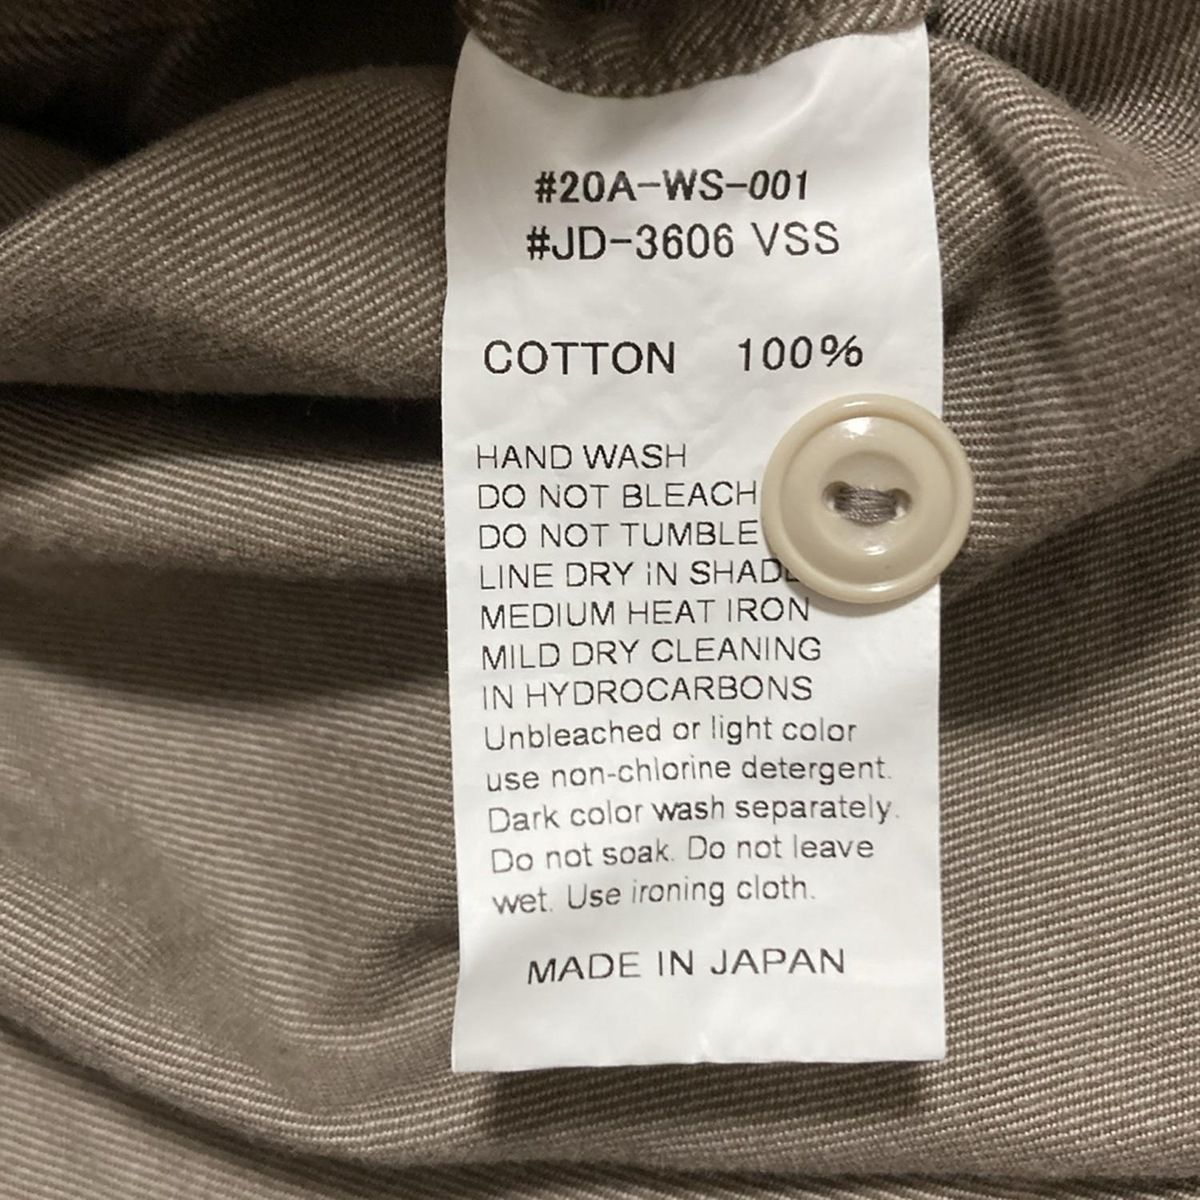 #20A-WS-001
#JD-3606 VSS
COTTON 100%
HAND WASH
DO NOT BLEACH
DO NOT TUMBLE
LINE DRY IN SHADE
MEDIUM HEAT IRON
MILD DRY CLEANING
IN HYDROCARBONS
Unbleached or light color
use non-chlorine detergent.
Dark color wash separately.
Do not soak. Do not leave
wet. Use ironing cloth.
MADE IN JAPAN